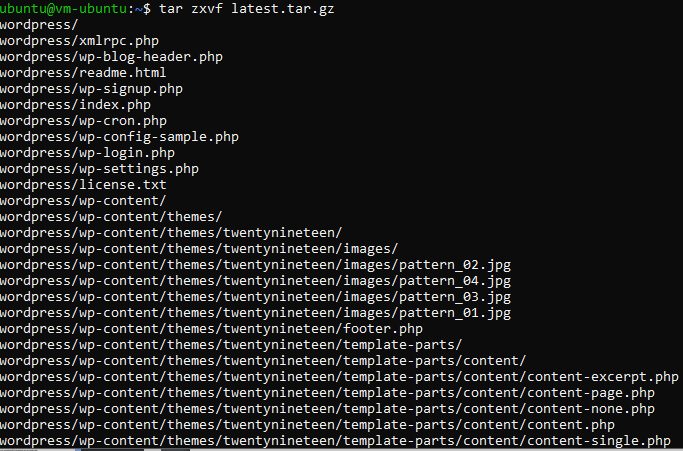 ubuntu@vm-ubuntu:~$ tar zxvf latest.tar.gz
wordpress/
wordpress/xmlrpc.php
wordpress/wp-blog-header.php
wordpress/readme.html
wordpress/wp-signup.php
wordpress/index.php
wordpress/wp-cron.php
wordpress/wp-config-sample.php
wordpress/wp-login.php
wordpress/wp-settings.php
wordpress/license.txt
wordpress/wp-content/
wordpress/wp-content/themes/
wordpress/wp-content/themes/twentynineteen/
wordpress/wp-content/themes/twentynineteen/images/
wordpress/wp-content/themes/twentynineteen/images/pattern_02.jpg
wordpress/wp-content/themes/twentynineteen/images/pattern_04.jpg
wordpress/wp-content/themes/twentynineteen/images/pattern_03.jpg
wordpress/wp-content/themes/twentynineteen/images/pattern_01.jpg
wordpress/wp-content/themes/twentynineteen/footer.php
wordpress/wp-content/themes/twentynineteen/template-parts/
wordpress/wp-content/themes/twentynineteen/template-parts/content/
wordpress/wp-content/themes/twentynineteen/template-parts/content/content-excerpt.php
wordpress/wp-content/themes/twentynineteen/template-parts/content/content-page.php
wordpress/wp-content/themes/twentynineteen/template-parts/content/content-none.php
wordpress/wp-content/themes/twentynineteen/template-parts/content/content.php
wordpress/wp-content/themes/twentynineteen/template-parts/content/content-single.php